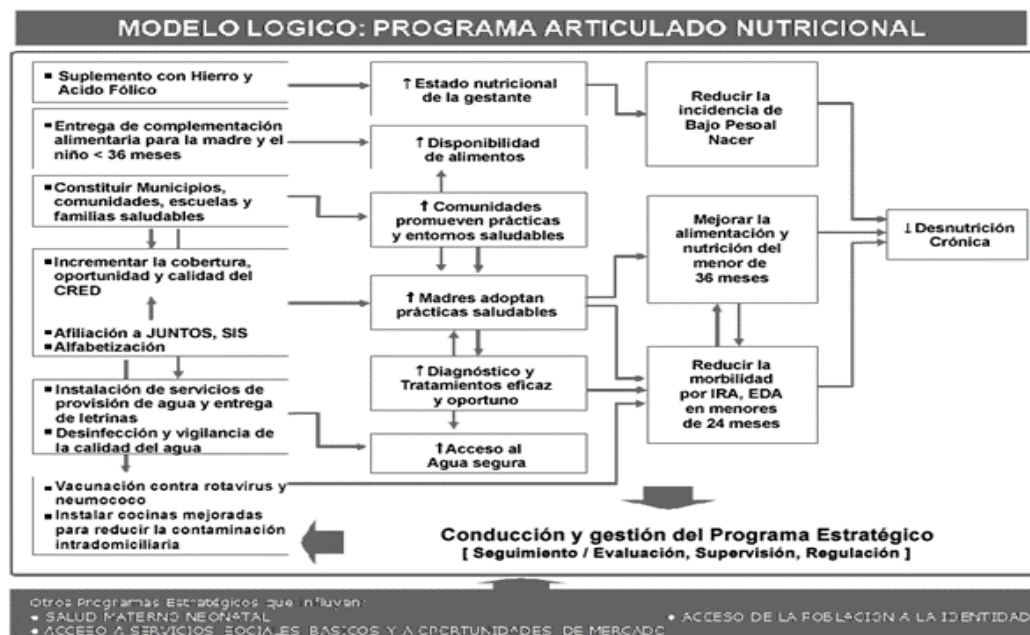 MODELO LOGICO: PROGRAMA ARTICULADO NUTRICIONAL
▪ Suplemento con Hierro y
Acido Fólico
▪ Entrega de complementación
alimentaria para la madre y el
niño < 36 meses
▪ Constituir Municipios,
comunidades, escuelas y
familias saludables
▪ Incrementar la cobertura,
oportunidad y calidad del
CRED
▪ Afiliación a JUNTOS, SIS
▪ Alfabetización
▪ Instalación de servicios de
provisión de agua y entrega
de letrinas
▪ Desinfección y vigilancia de
la calidad del agua
▪ Vacunación contra rotavirus y
neumococo
▪ Instalar cocinas mejoradas
para reducir la contaminación
intradomiciliaria
↑ Estado nutricional
de la gestante
↑ Disponibilidad
de alimentos
↑ Comunidades
promueven prácticas
y entornos saludables
↑ Madres adoptan
prácticas saludables
↑ Diagnóstico y
Tratamientos eficaz
y oportuno
↑Acceso al
Agua segura
Reducir la
incidencia de
Bajo Pesoal
Nacer
Mejorar la
alimentación y
nutrición del
menor de
36 meses
Reducir la
morbilidad
por IRA, EDA
en menores
de 24 meses
↓ Desnutrición
Crónica
Conducción y gestión del Programa Estratégico
[ Seguimiento / Evaluación, Supervisión, Regulación ]
Otros Programas Estratégicos que influyen:
• SALUD MATERNO NEONATAL
• ACCESO DE LA POBLACION A LA IDENTIDAD
• ACCESO A SERVICIOS SOCIALES BASICOS Y A OPORTUNIDADES DE MERCADO